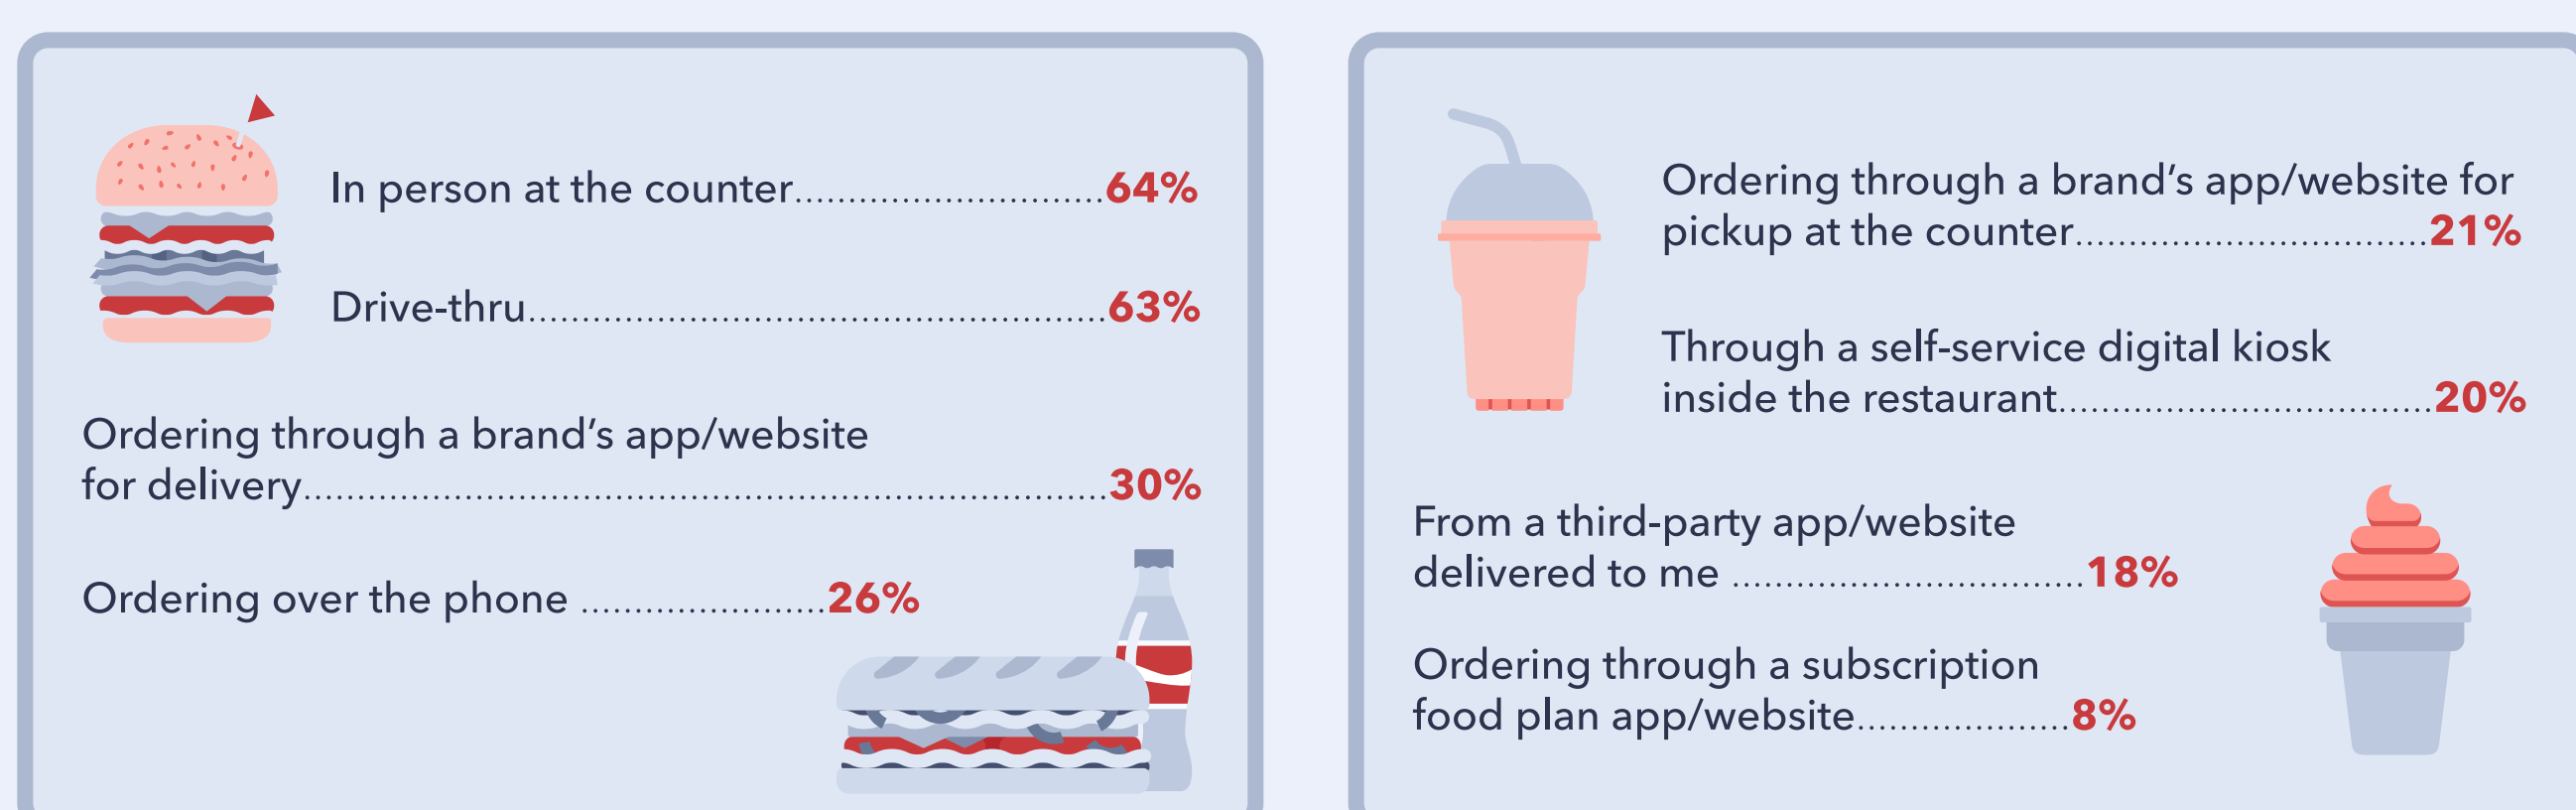 In person at the counter............................64%
Drive-thru......................................................63%
Ordering through a brand’s app/website
for delivery...........................................................................30%
Ordering over the phone .......................26%
Ordering through a brand’s app/website for
pickup at the counter.................................21%
Through a self-service digital kiosk
inside the restaurant...................................20%
From a third-party app/website
delivered to me .................................18%
Ordering through a subscription
food plan app/website....................8%